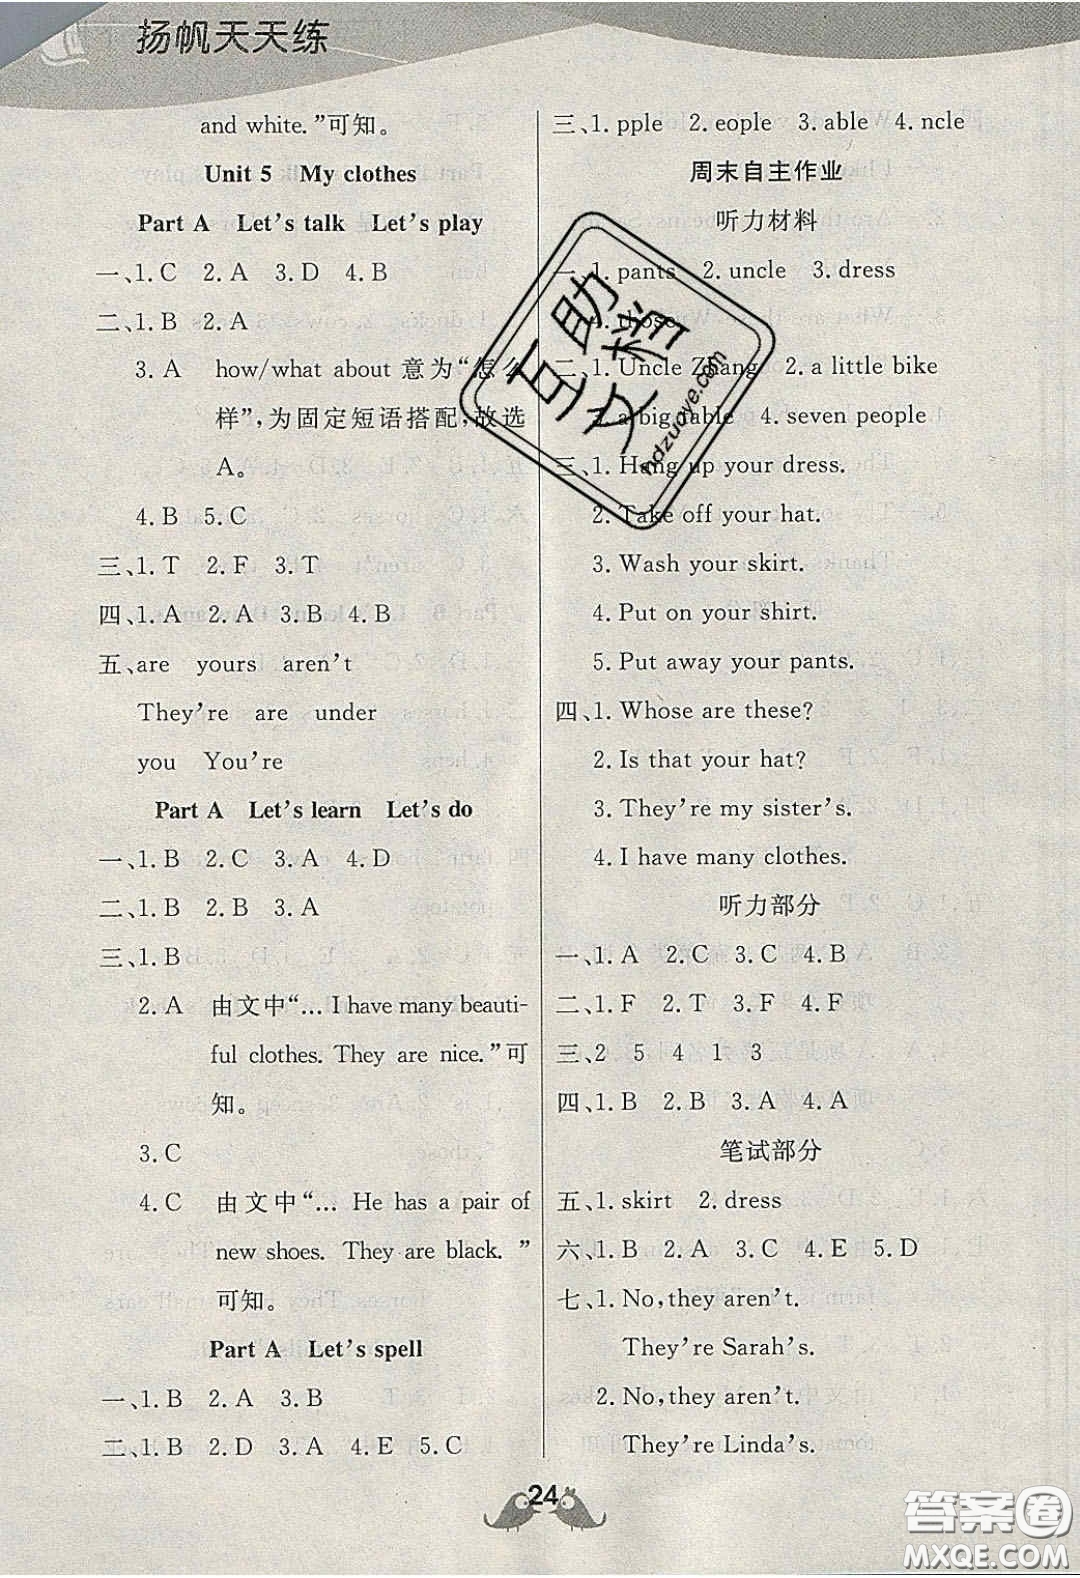 扬帆天天练
and white.”可知。
Unit 5 My clothes
Part A Let's talk Let's play
一、1. C 2. A 3. D 4. B
二、1. B 2. A
3. A how/what about 意为“怎么
样”,为固定短语搭配,故选
A。
4. B 5. C
三、1. T 2. F 3. T
四、1. A 2. A 3. B 4. B
五、are yours aren't
They're are under
you You're
Part A Let's learn Let's do
一、1. B 2. C 3. A 4. D
二、1. B 2. B 3. A
三、1. B
2. A 由文中“… I have many beauti-
ful clothes. They are nice.”可
知。
3. C
4. C 由文中“… He has a pair of
new shoes. They are black. ”
可知。
Part A Let's spell
一、1. B 2. A 3. B
二、1. B 2. D 3. A 4. E 5. C
三、1. pple 2. eople 3. able 4. ncle
周末自主作业
听力材料
一、1. pants 2. uncle 3. dress
4. those
二、1. Uncle Zhang 2. a little bike
3. a big table 4. seven people
三、1. Hang up your dress.
2. Take off your hat.
3. Wash your skirt.
4. Put on your shirt.
5. Put away your pants.
四、1. Whose are these?
2. Is that your hat?
3. They're my sister's.
4. I have many clothes.
听力部分
一、1. A 2. C 3. C 4. B
二、1. F 2. T 3. F 4. F
三、2 5 4 1 3
四、1. B 2. B 3. A 4. A
笔试部分
五、1. skirt 2. dress
六、1. B 2. A 3. C 4. E 5. D
七、1. No, they aren't.
They're Sarah's.
2. No, they aren't.
They're Linda's.
24
答案圈
MXQE.COM